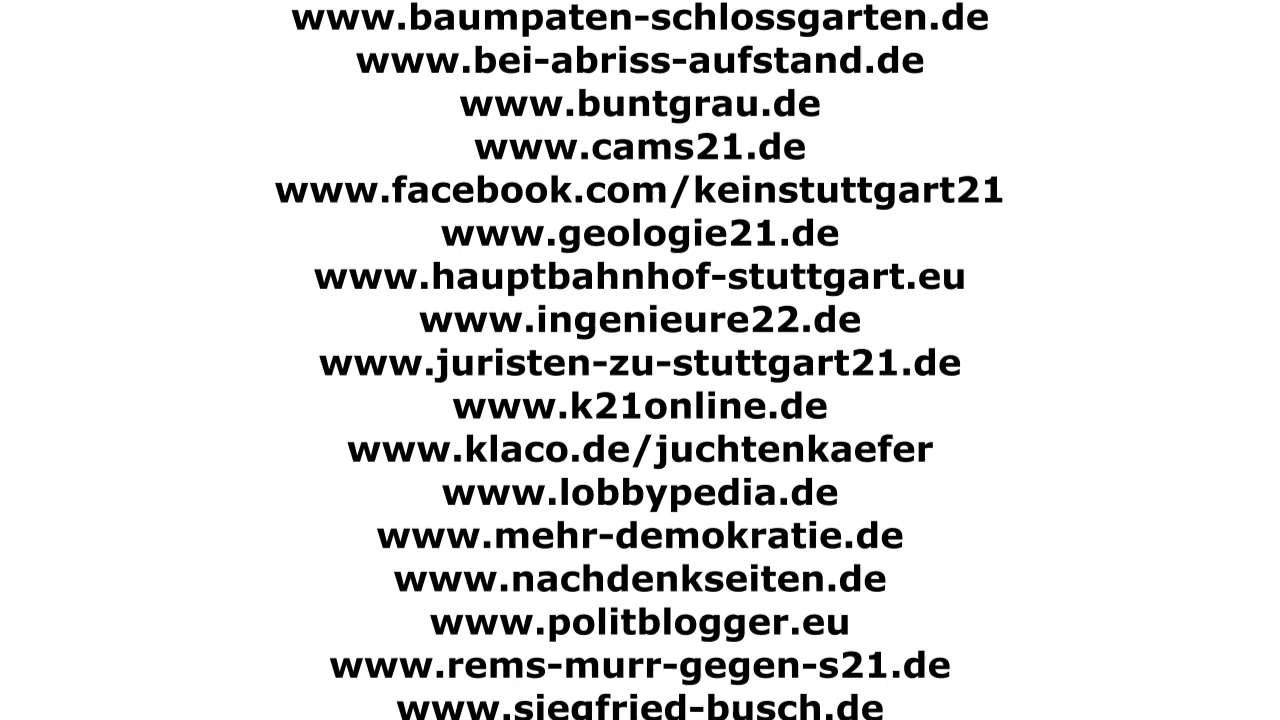 www.baumpaten-schlossgarten.de
www.bei-abriss-aufstand.de
www.buntgrau.de
www.cams21.de
www.facebook.com/keinstuttgart21
www.geologie21.de
www.hauptbahnhof-stuttgart.eu
www.ingenieure22.de
www.juristen-zu-stuttgart21.de
www.k21online.de
www.klaco.de/juchtenkaefer
www.lobbypedia.de
www.mehr-demokratie.de
www.nachdenkseiten.de
www.politblogger.eu
www.rems-murr-gegen-s21.de
www.siegfried-busch.de